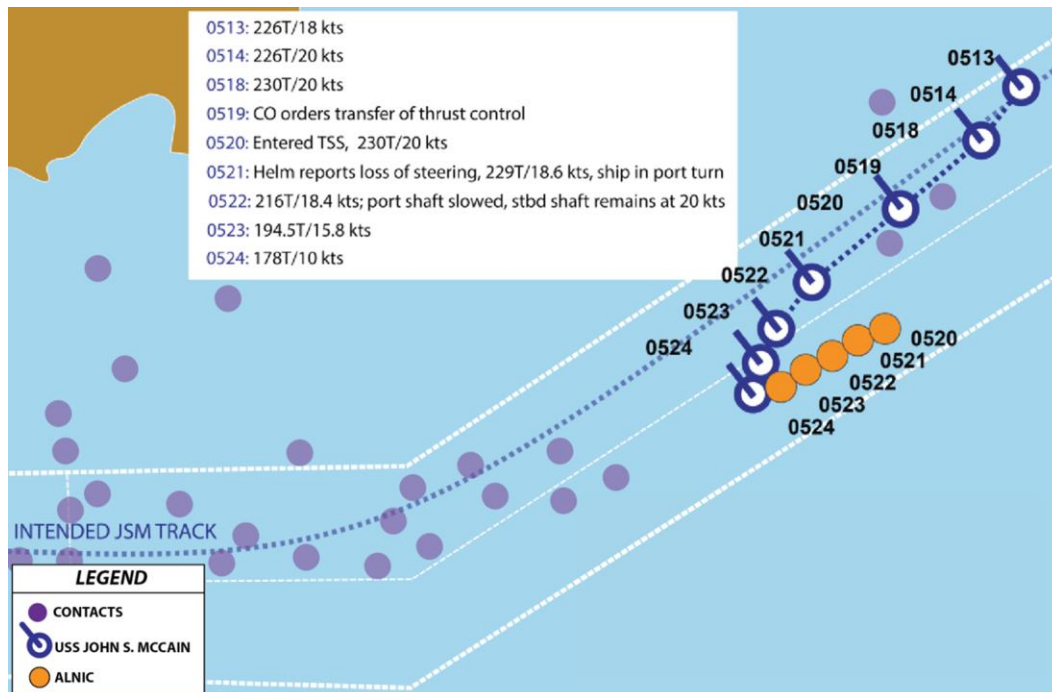 0513: 226T/18 kts
0514: 226T/20 kts
0518: 230T/20 kts
0519: CO orders transfer of thrust control
0520: Entered TSS, 230T/20 kts
0521: Helm reports loss of steering, 229T/18.6 kts, ship in port turn
0522: 216T/18.4 kts; port shaft slowed, stbd shaft remains at 20 kts
0523: 194.5T/15.8 kts
0524: 178T/10 kts
0513
0514
0518
0519
0520
0521
0522
0523
0524
0520
0521
0522
0523
0524
INTENDED JSM TRACK
LEGEND
CONTACTS
USS JOHN S. MCCAIN
ALNIC